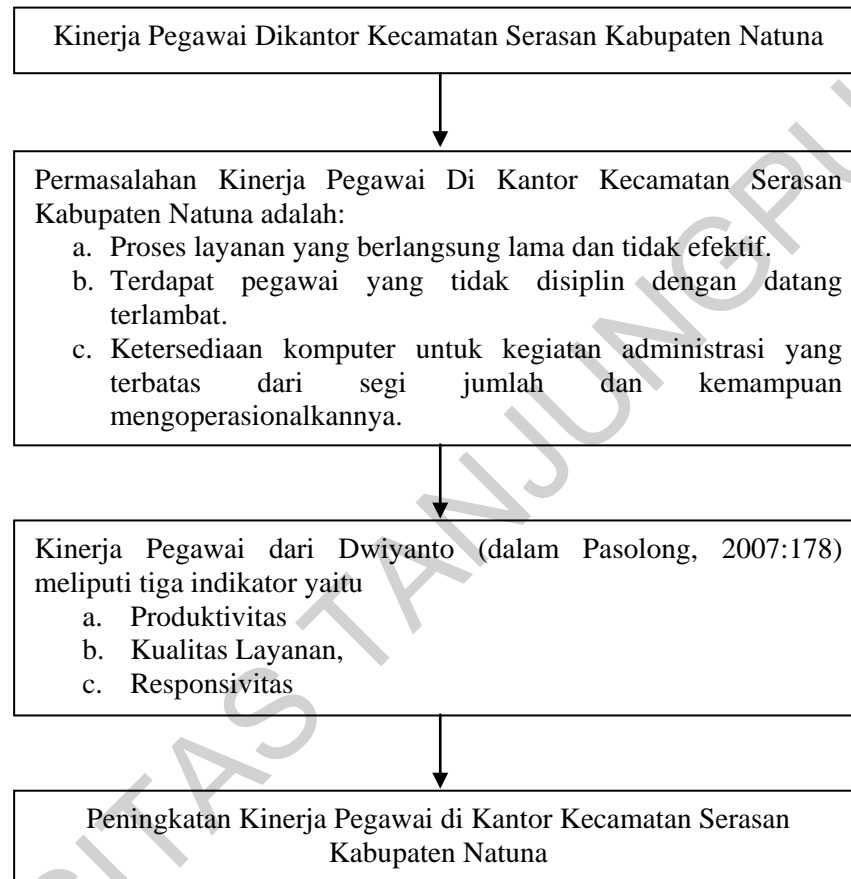 Kinerja Pegawai Dikantor Kecamatan Serasan Kabupaten Natuna
Permasalahan Kinerja Pegawai Di Kantor Kecamatan Serasan
Kabupaten Natuna adalah:
a. Proses layanan yang berlangsung lama dan tidak efektif.
b. Terdapat pegawai yang tidak disiplin dengan datang
terlambat.
c. Ketersediaan komputer untuk kegiatan administrasi yang
terbatas dari segi jumlah dan kemampuan
mengoperasionalkannya.
Kinerja Pegawai dari Dwiyanto (dalam Pasolong, 2007:178)
meliputi tiga indikator yaitu
a. Produktivitas
b. Kualitas Layanan,
c. Responsivitas
Peningkatan Kinerja Pegawai di Kantor Kecamatan Serasan
Kabupaten Natuna